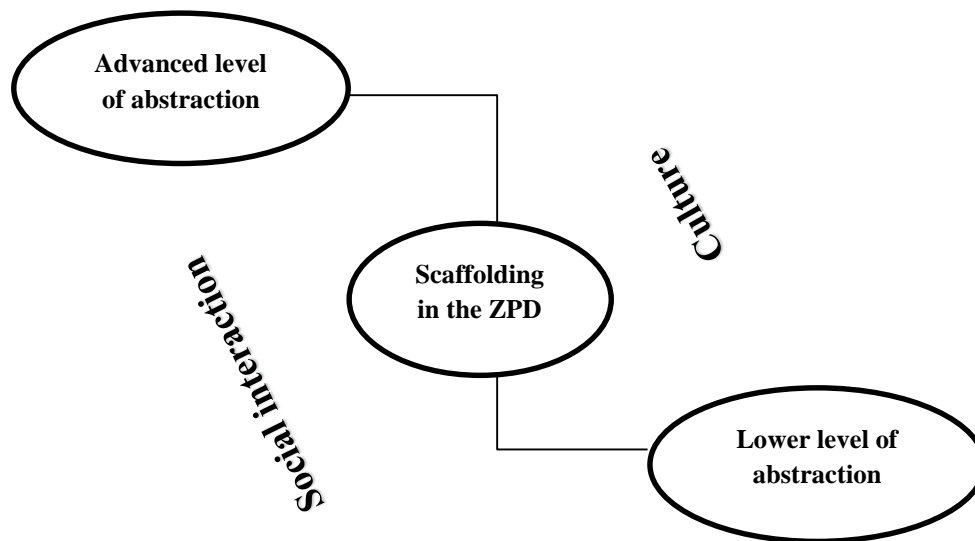 Advanced level
of abstraction
Culture
Scaffolding
in the ZPD
Social interaction
Lower level of
abstraction